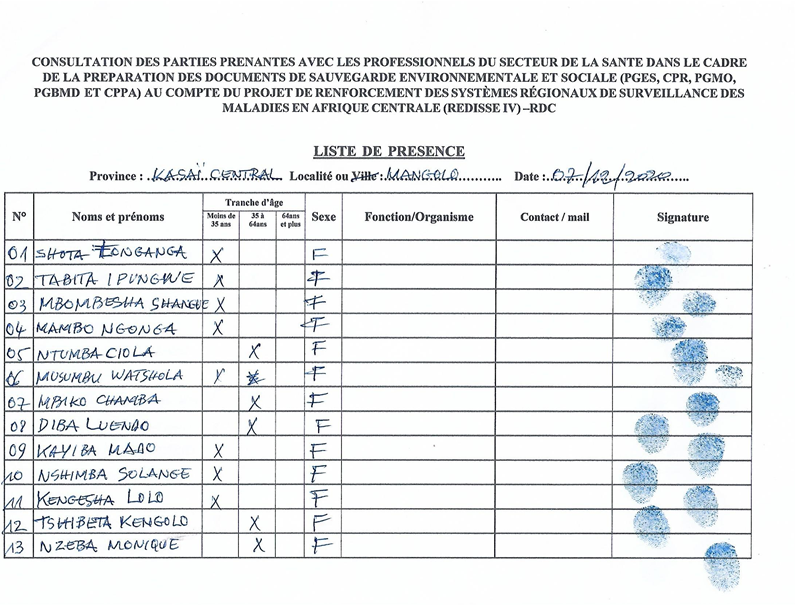 CONSULTATION DES PARTIES PRENANTES AVEC LES PROFESSIONNELS DU SECTEUR DE LA SANTE DANS LE CADRE
DE LA PREPARATION DES DOCUMENTS DE SAUVEGARDE ENVIRONNEMENTALE ET SOCIALE (PGES, CPR, PGMO,
PGBMD ET CPPA) AU COMPTE DU PROJET DE RENFORCEMENT DES SYSTÈMES RÉGIONAUX DE SURVEILLANCE DES
MALADIES EN AFRIQUE CENTRALE (REDISSE IV) –RDC
LISTE DE PRESENCE
Province : KASAÏ CENTRAL Localité ou Ville : MANGOLO Date : 07/12/2020
N° Noms et prénoms Tranche d'âge Moins de 35 ans 35 à 64ans 64ans et plus Sexe Fonction/Organisme Contact / mail Signature
01 SHOTA TONGANGA X F
02 TABITA IPUNGWE X F
03 MBOMBESHA SHANGUE X F
04 MAMBO NGONGA X F
05 NTUMBA CIOLA X F
06 MUSUMBU WATSHOLA X F
07 MBIKO CHAMBA X F
08 DIBA LUENDO X F
09 KAYIBA MADO X F
10 NSHIMBA SOLANGE X F
11 KENGESHA LOLO X F
12 TSHIBETA KENGOLO X F
13 NZEBA MONIQUE X F